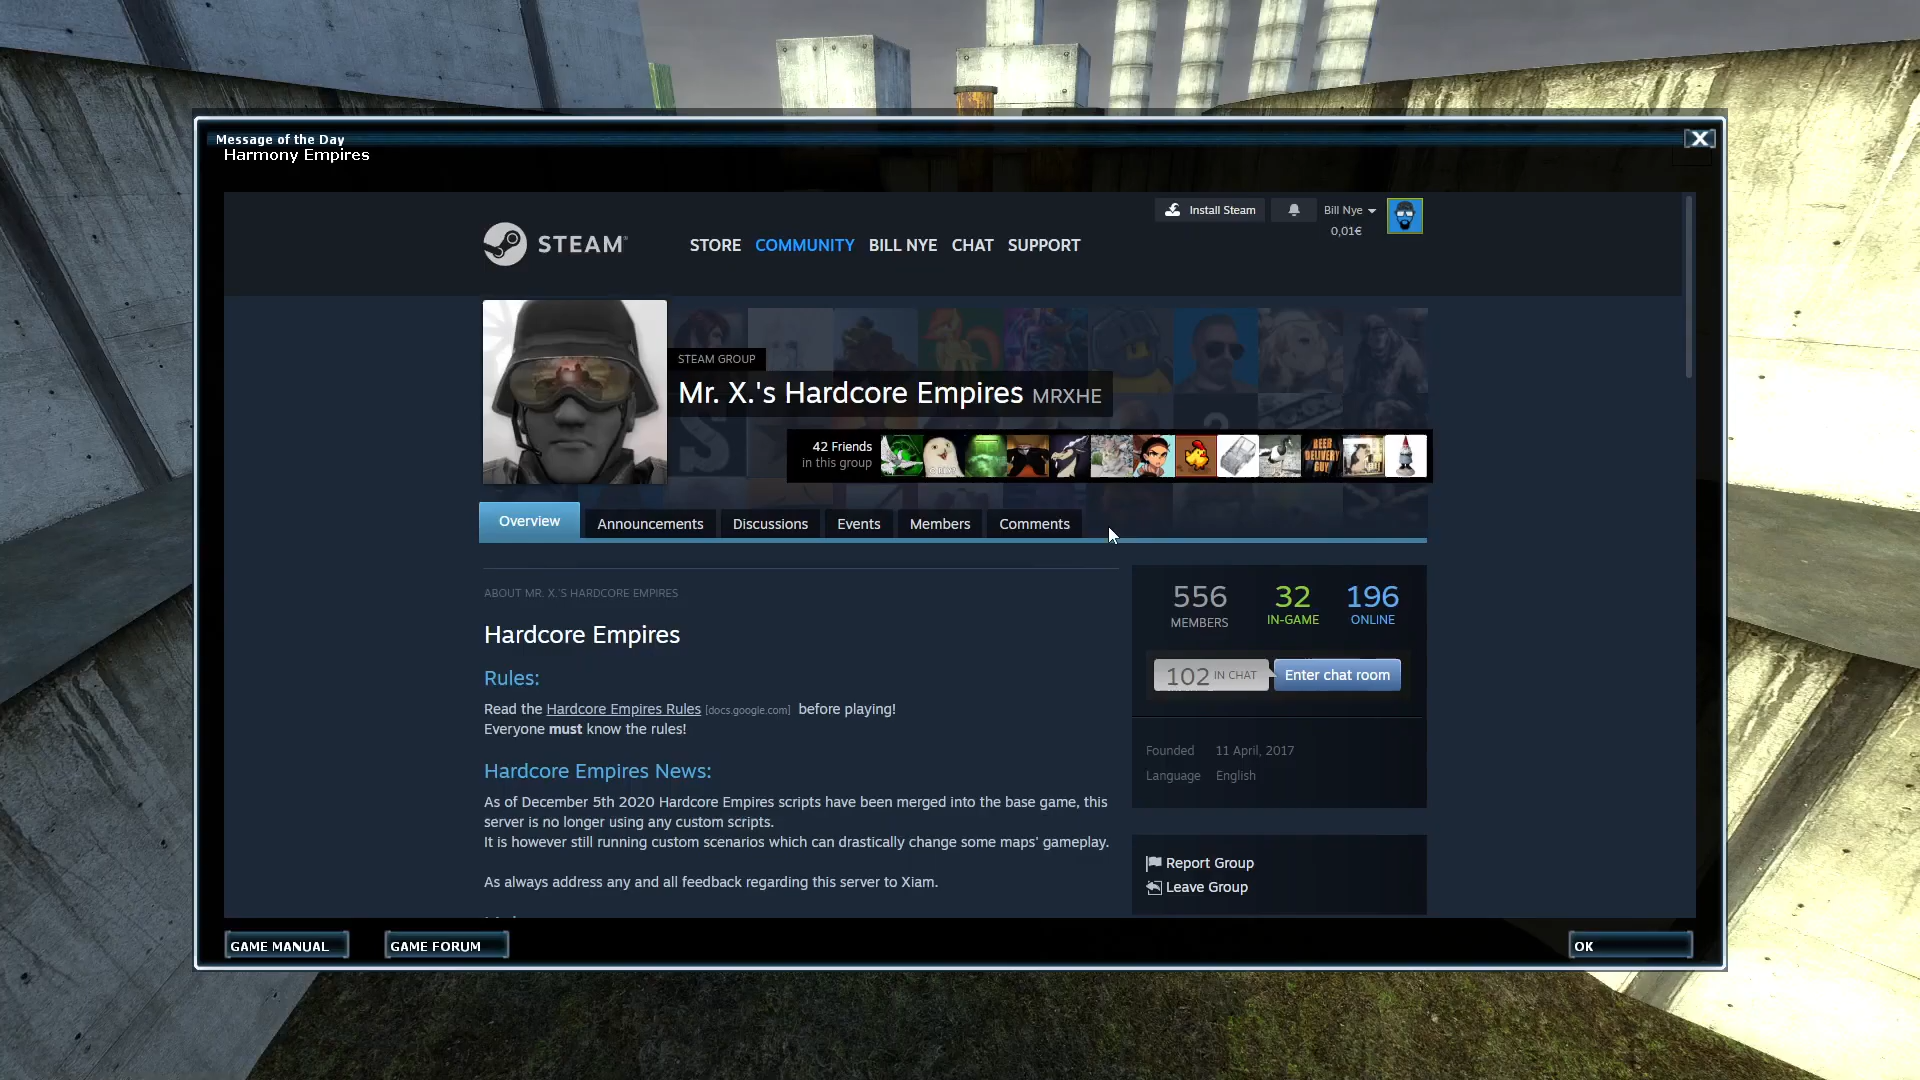 Message of the Day
Harmony Empires
Install Steam
Bill Nye
0,01€
STEAM
STORE COMMUNITY BILL NYE CHAT SUPPORT
STEAM GROUP
Mr. X.'s Hardcore Empires MRXHE
42 Friends
in this group
BEER DELIVERY GUY
Overview Announcements Discussions Events Members Comments
ABOUT MR. X.'S HARDCORE EMPIRES
Hardcore Empires
Rules:
Read the Hardcore Empires Rules [docs.google.com] before playing!
Everyone must know the rules!
Hardcore Empires News:
As of December 5th 2020 Hardcore Empires scripts have been merged into the base game, this
server is no longer using any custom scripts.
It is however still running custom scenarios which can drastically change some maps' gameplay.
As always address any and all feedback regarding this server to Xiam.
556 32 196
MEMBERS IN-GAME ONLINE
102 IN CHAT Enter chat room
Founded 11 April, 2017
Language English
Report Group
Leave Group
GAME MANUAL GAME FORUM OK